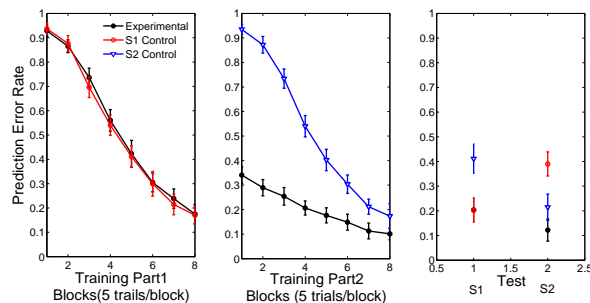 Experimental
S1 Control
S2 Control
Prediction Error Rate
0.9
0.8
0.7
0.6
0.5
0.4
0.3
0.2
0.1
0
2 4 6 8
Training Part1
Blocks(5 trails/block)
0.9
0.8
0.7
0.6
0.5
0.4
0.3
0.2
0.1
0
2 4 6 8
Training Part2
Blocks (5 trials/block)
0.9
0.8
0.7
0.6
0.5
0.4
0.3
0.2
0.1
0
0.5 1 1.5 2 2.5
S1 Test S2